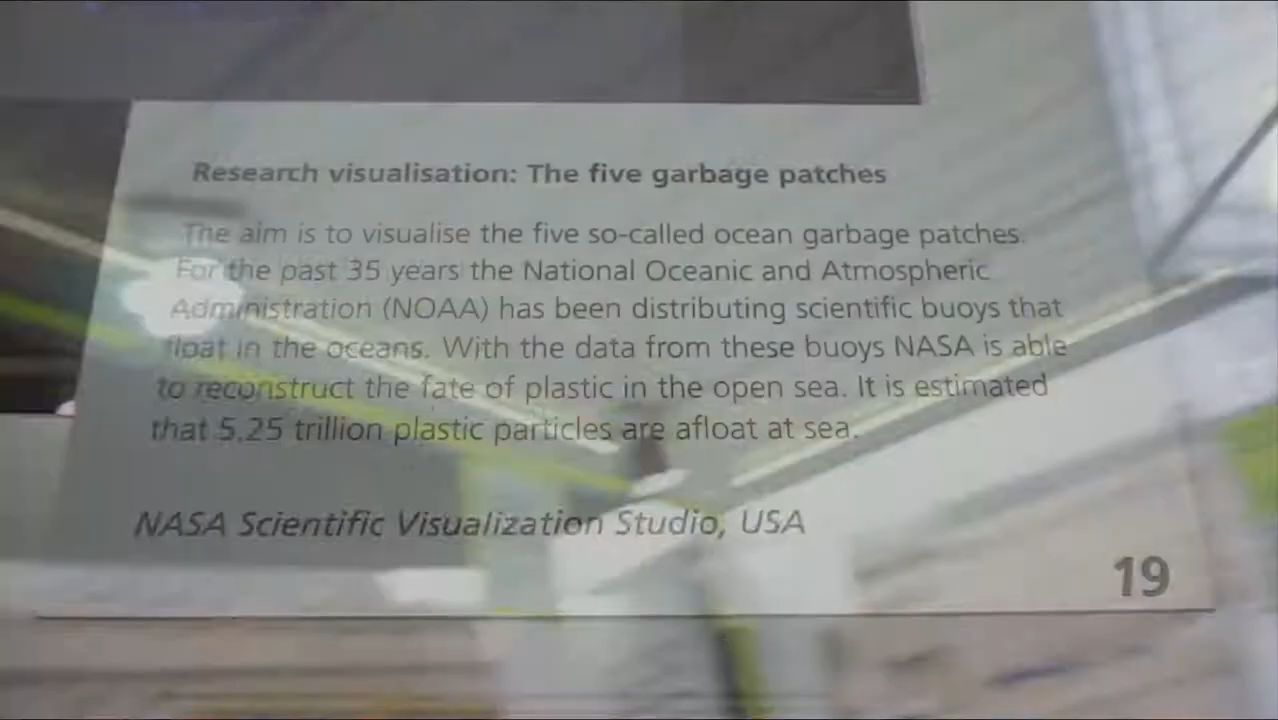 Research visualisation: The five garbage patches
The aim is to visualise the five so-called ocean garbage patches.
For the past 35 years the National Oceanic and Atmospheric
Administration (NOAA) has been distributing scientific buoys that
float in the oceans. With the data from these buoys NASA is able
to reconstruct the fate of plastic in the open sea. It is estimated
that 5.25 trillion plastic particles are afloat at sea.
NASA Scientific Visualization Studio, USA
19